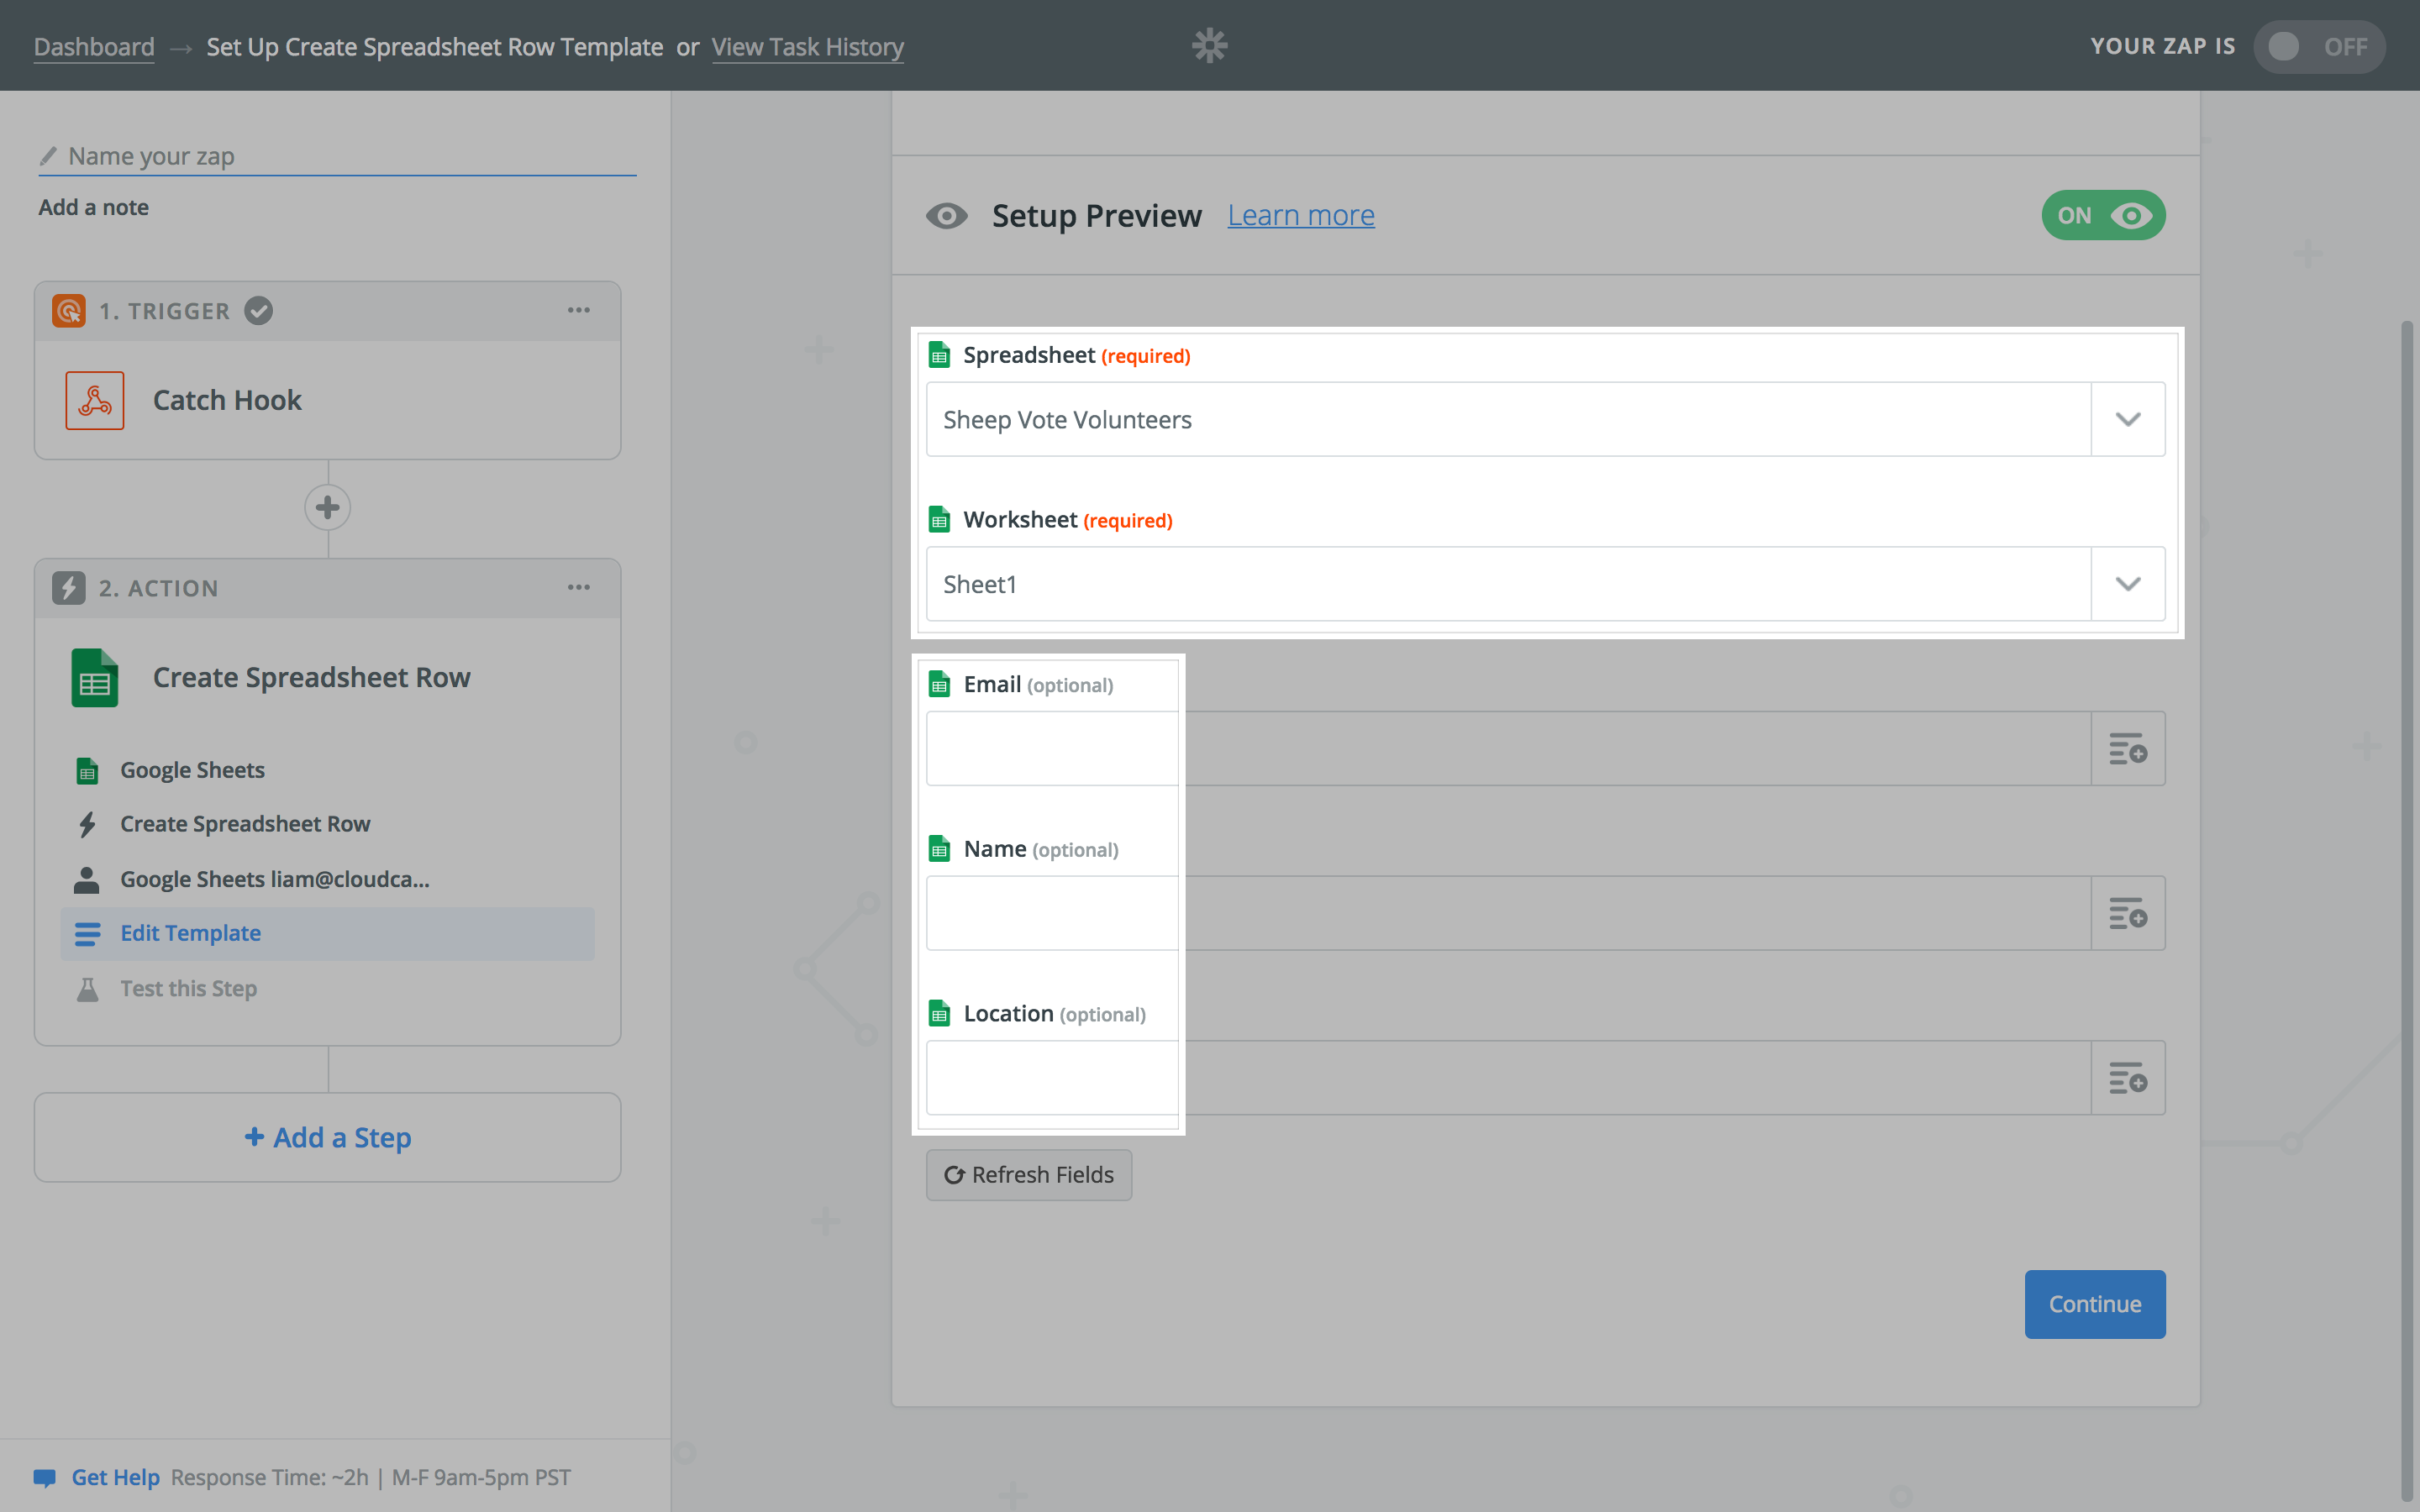 Dashboard → Set Up Create Spreadsheet Row Template or View Task History
YOUR ZAP IS OFF
Name your zap
Add a note
1. TRIGGER
Catch Hook
2. ACTION
Create Spreadsheet Row
Google Sheets
Create Spreadsheet Row
Google Sheets liam@cloudca...
Edit Template
Test this Step
+ Add a Step
Get Help Response Time: ~2h | M-F 9am-5pm PST
Setup Preview Learn more
ON
Spreadsheet (required)
Sheep Vote Volunteers
Worksheet (required)
Sheet1
Email (optional)
Name (optional)
Location (optional)
Refresh Fields
Continue